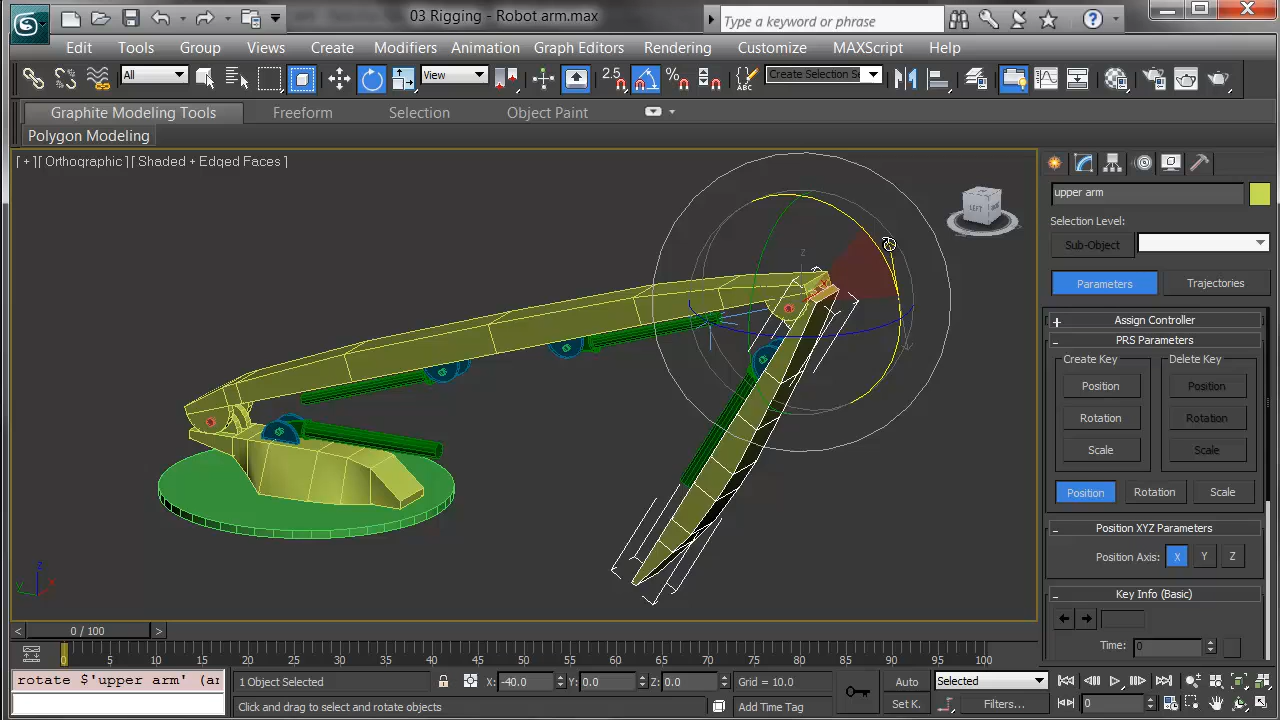 03 Rigging - Robot arm.max
Type a keyword or phrase
Edit Tools Group Views Create Modifiers Animation Graph Editors Rendering Customize MAXScript Help
All
View
2.5
Create Selection Se
ABC
Graphite Modeling Tools Freeform Selection Object Paint
Polygon Modeling
[ + ][ Orthographic ][ Shaded + Edged Faces ]
LEFT
z
upper arm
Selection Level:
Sub-Object
Parameters Trajectories
+ Assign Controller
- PRS Parameters
Create Key Delete Key
Position Position
Rotation Rotation
Scale Scale
Position Rotation Scale
- Position XYZ Parameters
Position Axis: X Y Z
- Key Info (Basic)
Time: 0
z
x
y
< 0 / 100 >
0 5 10 15 20 25 30 35 40 45 50 55 60 65 70 75 80 85 90 95 100
rotate $'upper arm' (an
1 Object Selected X: -40.0 Y: 0.0 Z: 0.0 Grid = 10.0 Auto Selected
Click and drag to select and rotate objects Add Time Tag Set K. Filters... 0